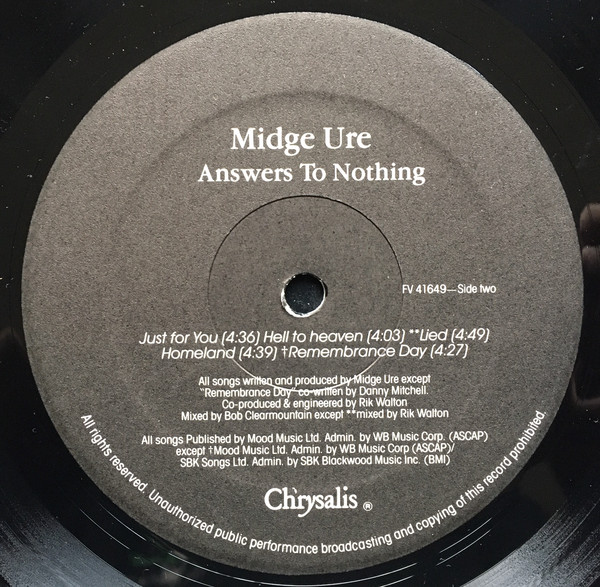 Midge Ure
Answers To Nothing
FV 41649—Side two
Just for You (4:36) Hell to heaven (4:03) **Lied (4:49)
Homeland (4:39) †Remembrance Day (4:27)
All songs written and produced by Midge Ure except
"Remembrance Day" co-written by Danny Mitchell.
Co-produced & engineered by Rik Walton
Mixed by Bob Clearmountain except **mixed by Rik Walton
All songs Published by Mood Music Ltd. Admin. by WB Music Corp. (ASCAP)
except †Mood Music Ltd. Admin. by WB Music Corp (ASCAP)/
SBK Songs Ltd. Admin. by SBK Blackwood Music Inc. (BMI)
Chrysalis ®
All rights reserved. Unauthorized public performance broadcasting and copying of this record prohibited.